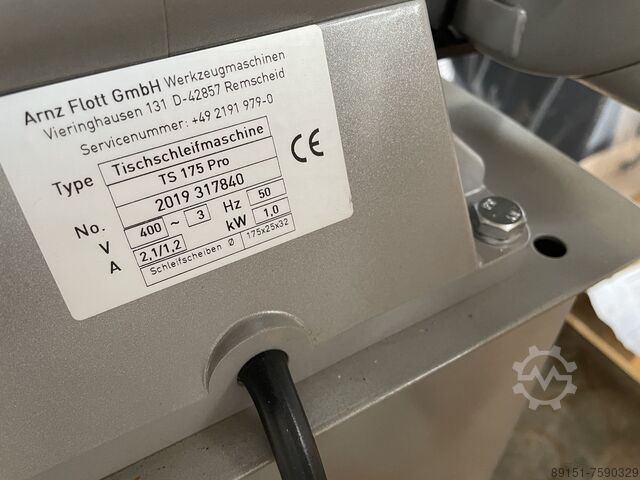 Arnz Flott GmbH Werkzeugmaschinen
Vieringhausen 131 D-42857 Remscheid
Servicenummer: +49 2191 979-0
Type Tischschleifmaschine
TS 175 Pro
No. 2019 317840
V 400 ~ 3 Hz 50
A 2,1/1,2 kW 1,0
Schleifscheiben Ø 175x25x32
CE
89151-7590329